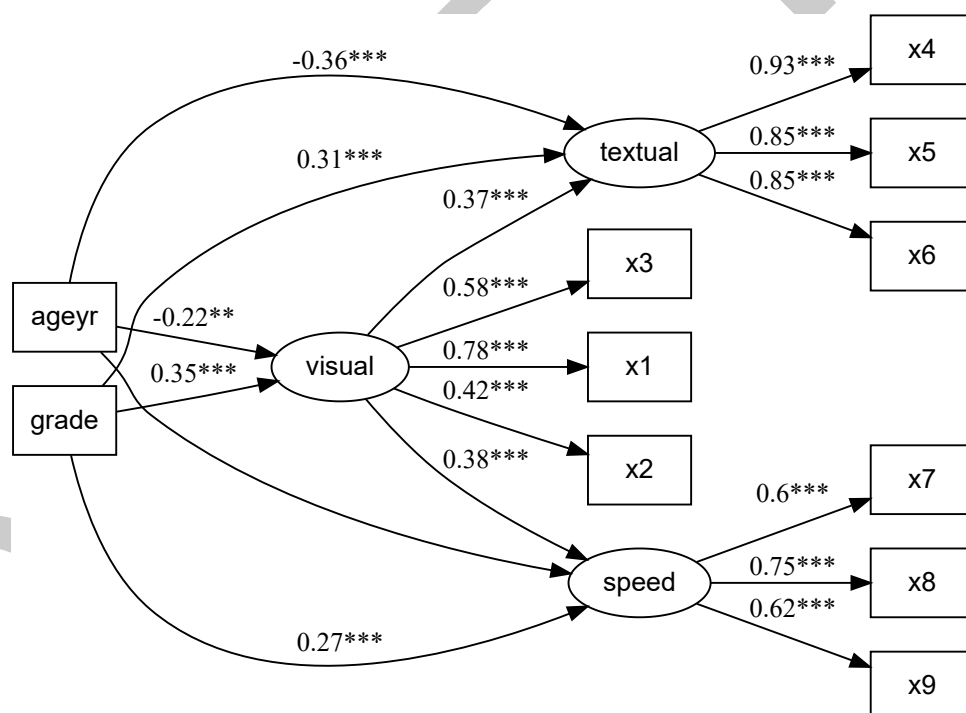 x4
-0.36***
0.93***
x5
0.31***
textual
0.85***
0.37***
0.85***
x6
x3
0.58***
ageyr
-0.22**
visual
0.78***
x1
0.35***
grade
0.42***
x2
0.38***
x7
0.6***
speed
0.75***
x8
0.62***
0.27***
x9